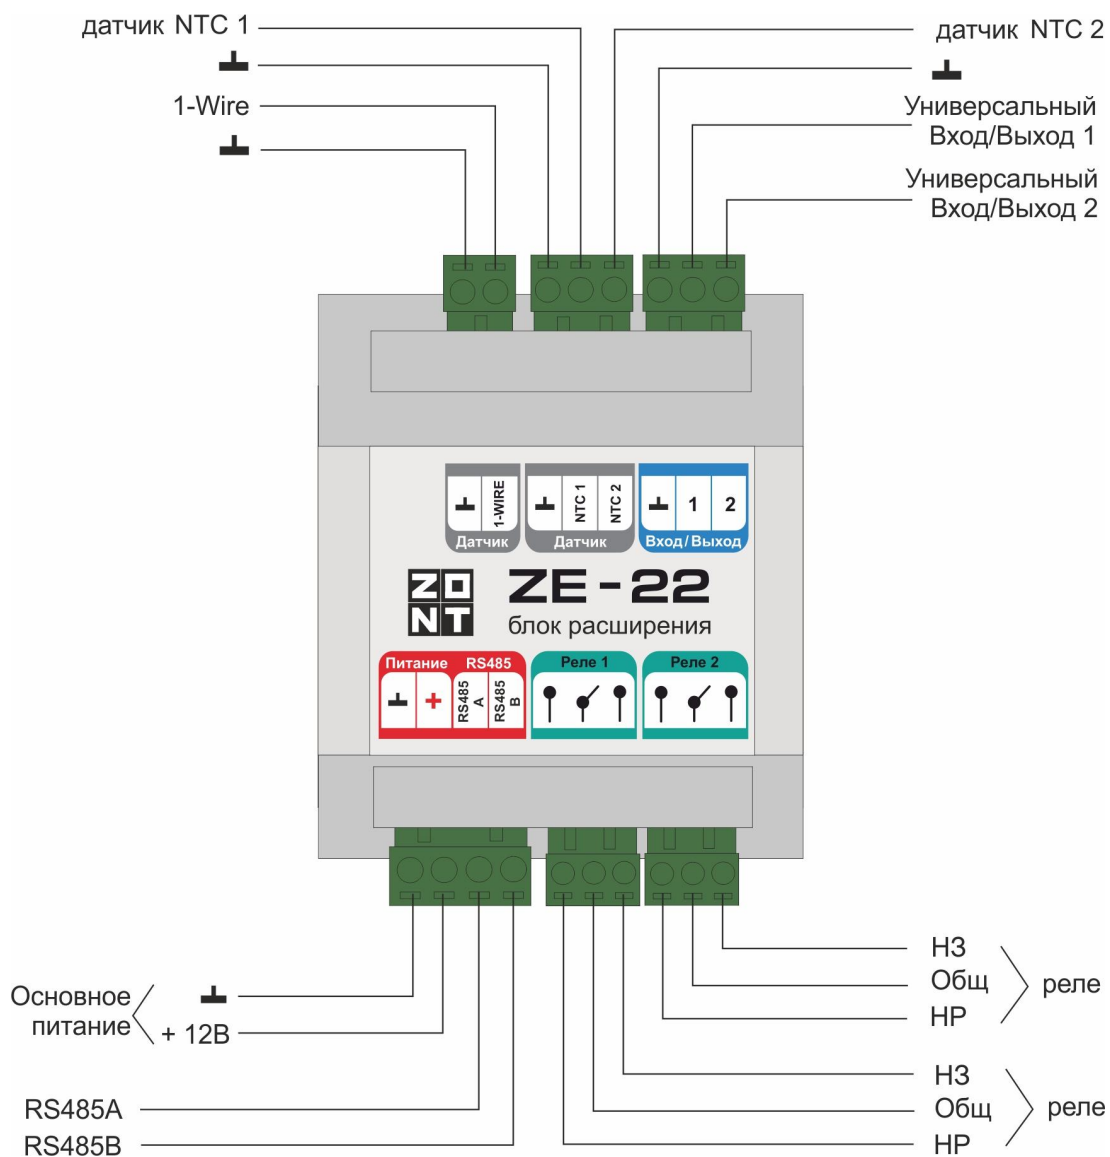 датчик NTC 1
1-Wire
датчик NTC 2
Универсальный
Вход/Выход 1
Универсальный
Вход/Выход 2
1-WIRE
Датчик
NTC 1
NTC 2
Датчик
1
2
Вход/Выход
ZO
NT
ZE-22
блок расширения
Питание
RS485
+
RS485
A
RS485
B
Реле 1
Реле 2
Основное
питание
+ 12В
RS485A
RS485B
НЗ
Общ
НР
реле
НЗ
Общ
НР
реле